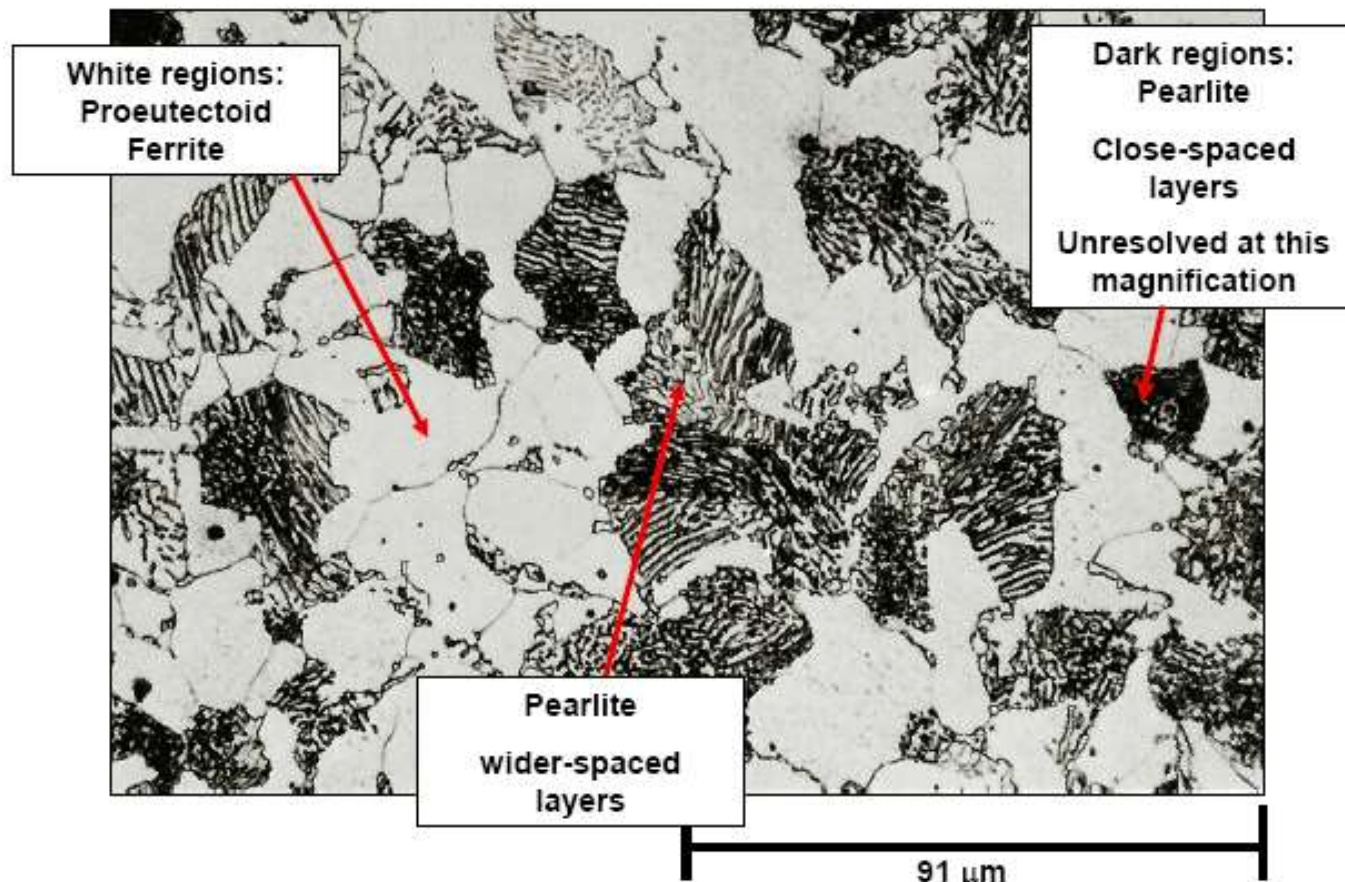 White regions:
Proeutectoid
Ferrite
Dark regions:
Pearlite
Close-spaced
layers
Unresolved at this
magnification
Pearlite
wider-spaced
layers
91 μm